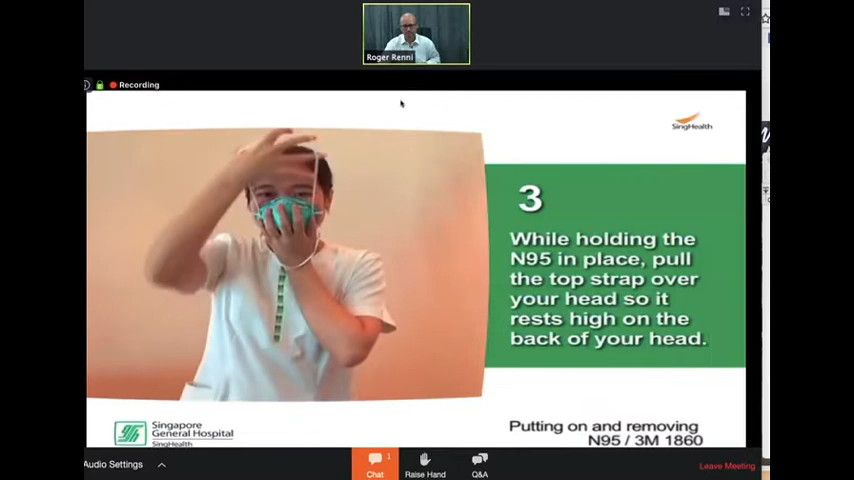 Roger Renni
Recording
SingHealth
3
While holding the
N95 in place, pull
the top strap over
your head so it
rests high on the
back of your head.
Singapore
General Hospital
SingHealth
Putting on and removing
N95 / 3M 1860
Audio Settings
1
Chat
Raise Hand
Q&A
Leave Meeting